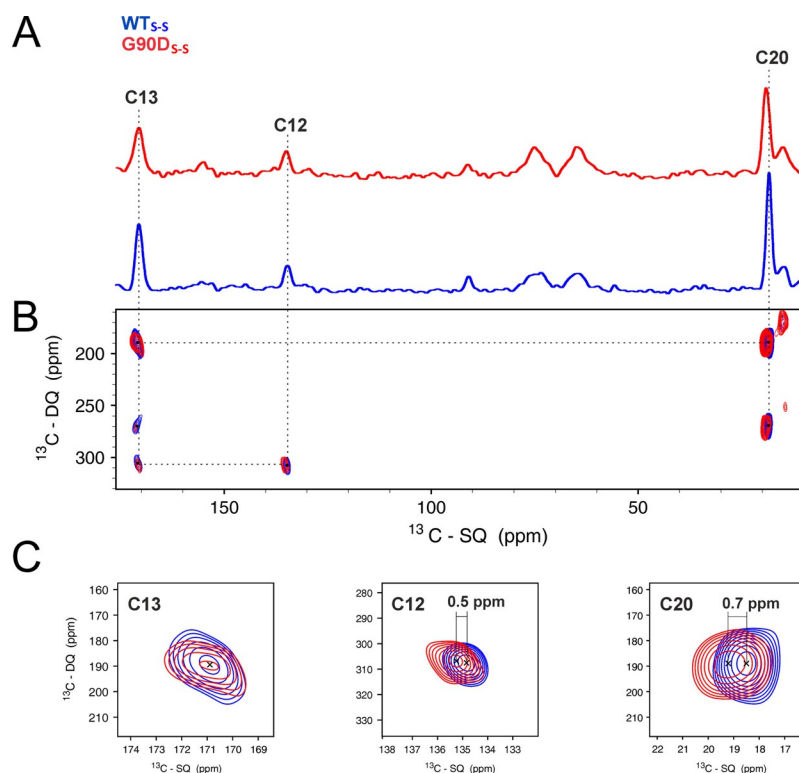 A
WTS-S
G90DS-S
C13
C12
C20
B
200
250
300
13C - DQ (ppm)
150
100
50
13C - SQ (ppm)
C
C13
160
170
180
190
200
210
13C - DQ (ppm)
174 173 172 171 170 169
13C - SQ (ppm)
C12
0.5 ppm
280
290
300
310
320
330
138 137 136 135 134 133
13C - SQ (ppm)
C20
0.7 ppm
160
170
180
190
200
210
22 21 20 19 18 17
13C - SQ (ppm)